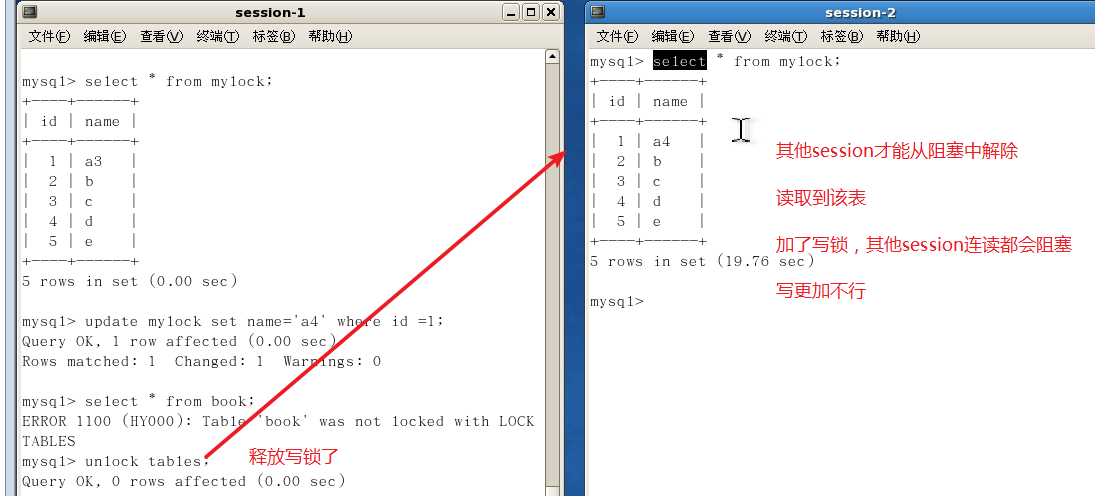 session-1
文件(F) 编辑(E) 查看(V) 终端(T) 标签(B) 帮助(H)
mysql> select * from mylock;
+----+------+
| id | name |
+----+------+
| 1 | a3 |
| 2 | b |
| 3 | c |
| 4 | d |
| 5 | e |
+----+------+
5 rows in set (0.00 sec)
mysql> update mylock set name='a4' where id =1;
Query OK, 1 row affected (0.00 sec)
Rows matched: 1 Changed: 1 Warnings: 0
mysql> select * from book;
ERROR 1100 (HY000): Table 'book' was not locked with LOCK
TABLES
mysql> unlock tables;
释放写锁了
Query OK, 0 rows affected (0.00 sec)
session-2
文件(F) 编辑(E) 查看(V) 终端(T) 标签(B) 帮助(H)
mysql> select * from mylock;
+----+------+
| id | name |
+----+------+
| 1 | a4 |
| 2 | b |
| 3 | c |
| 4 | d |
| 5 | e |
+----+------+
5 rows in set (19.76 sec)
mysql>
其他session才能从阻塞中解除
读取到该表
加了写锁，其他session连读都会阻塞
写更加不行